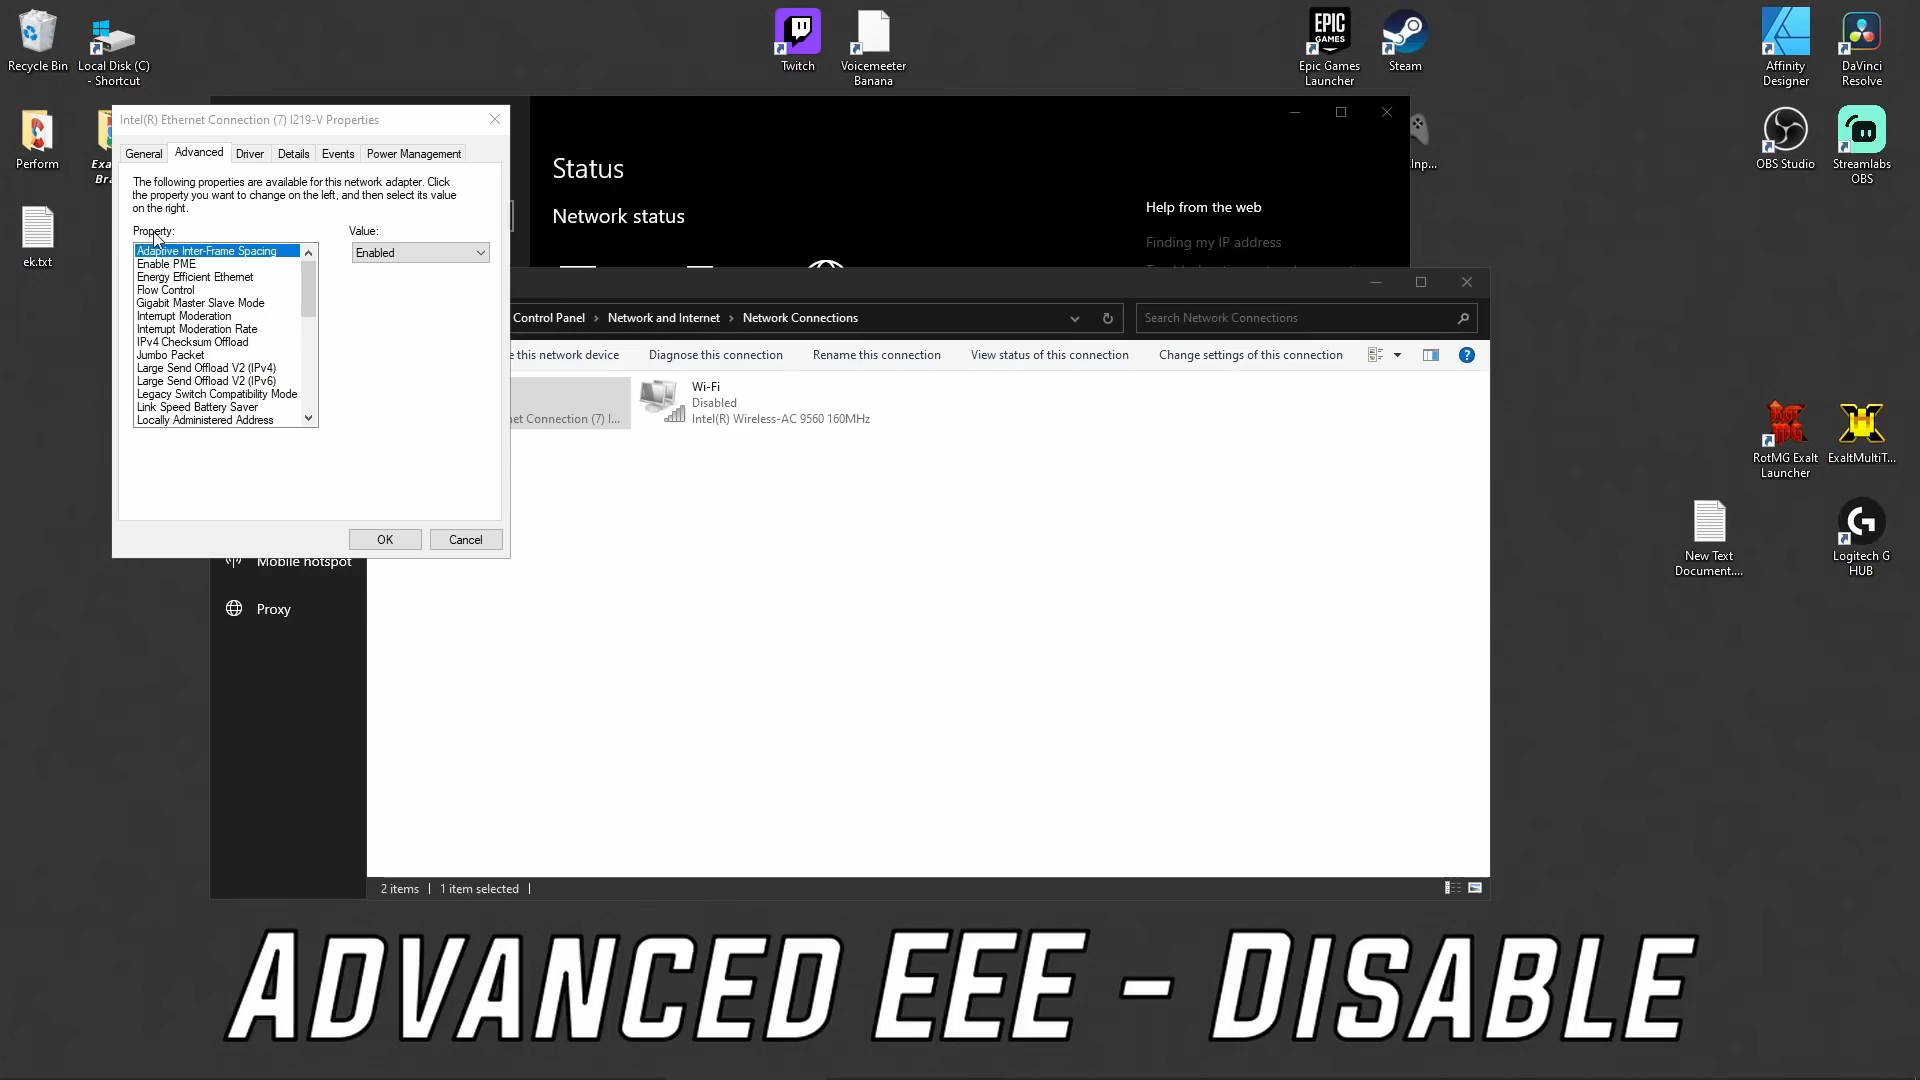 Recycle Bin
Local Disk (C)
- Shortcut
Twitch
Voicemeeter
Banana
Epic Games
Launcher
EPIC
GAMES
Steam
Affinity
Designer
DaVinci
Resolve
Perform
OBS Studio
Streamlabs
OBS
ek.txt
Intel(R) Ethernet Connection (7) I219-V Properties
General
Advanced
Driver
Details
Events
Power Management
The following properties are available for this network adapter. Click
the property you want to change on the left, and then select its value
on the right.
Property:
Value:
Adaptive Inter-Frame Spacing
Enable PME
Energy Efficient Ethernet
Flow Control
Gigabit Master Slave Mode
Interrupt Moderation
Interrupt Moderation Rate
IPv4 Checksum Offload
Jumbo Packet
Large Send Offload V2 (IPv4)
Large Send Offload V2 (IPv6)
Legacy Switch Compatibility Mode
Link Speed Battery Saver
Locally Administered Address
Enabled
OK
Cancel
Status
Network status
Help from the web
Finding my IP address
Control Panel > Network and Internet > Network Connections
Search Network Connections
e this network device
Diagnose this connection
Rename this connection
View status of this connection
Change settings of this connection
net Connection (7) I...
Wi-Fi
Disabled
Intel(R) Wireless-AC 9560 160MHz
Mobile hotspot
Proxy
2 items
1 item selected
RotMG Exalt
Launcher
ExaltMultiT...
New Text
Document....
Logitech G
HUB
ADVANCED EEE - DISABLE